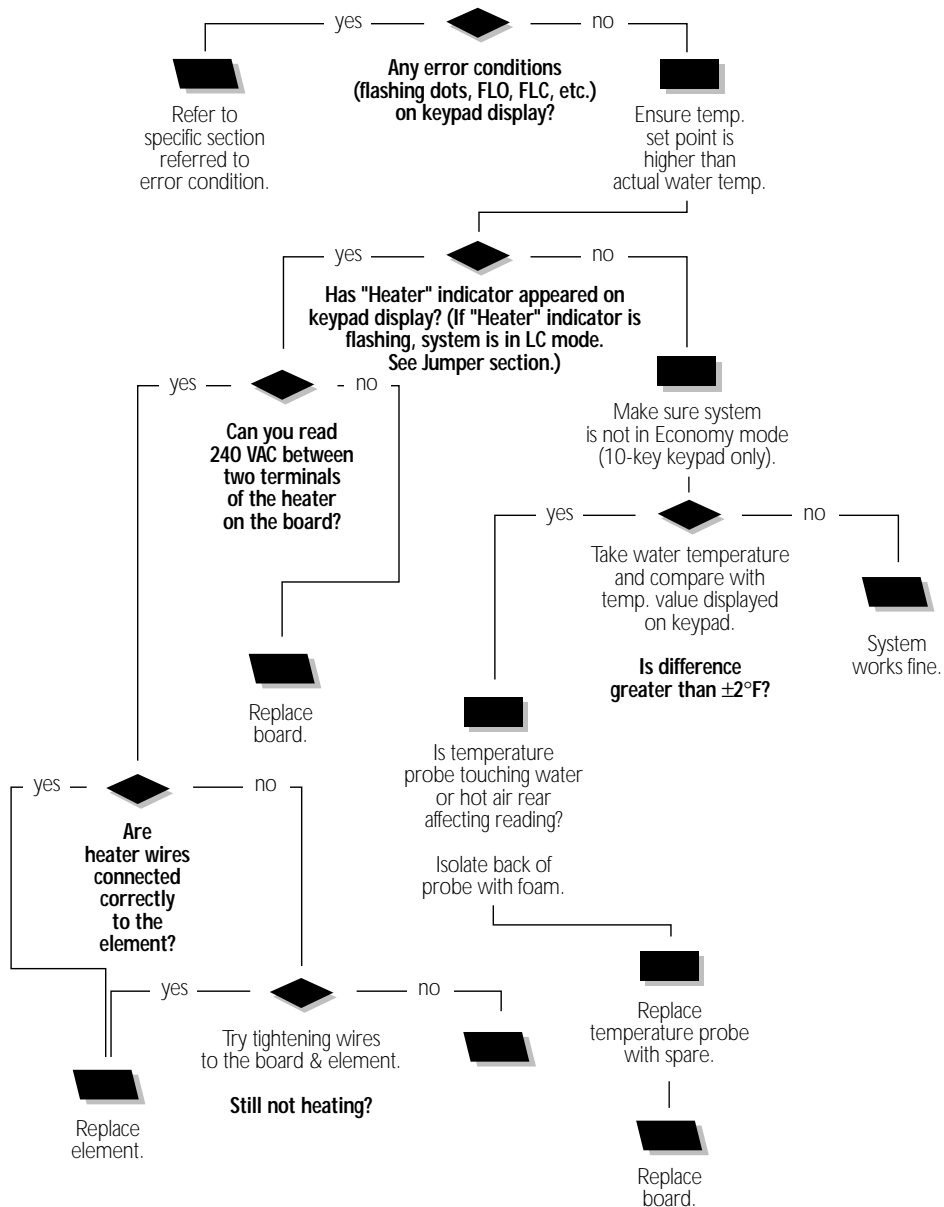 yes
no
Any error conditions
(flashing dots, FLO, FLC, etc.)
on keypad display?
Refer to
specific section
referred to
error condition.
Ensure temp.
set point is
higher than
actual water temp.
yes
no
Has "Heater" indicator appeared on
keypad display? (If "Heater" indicator is
flashing, system is in LC mode.
See Jumper section.)
yes
no
Can you read
240 VAC between
two terminals
of the heater
on the board?
Make sure system
is not in Economy mode
(10-key keypad only).
yes
no
Take water temperature
and compare with
temp. value displayed
on keypad.
Is difference
greater than ±2°F?
System
works fine.
Replace
board.
Is temperature
probe touching water
or hot air rear
affecting reading?
Isolate back of
probe with foam.
yes
no
Are
heater wires
connected
correctly
to the
element?
yes
no
Try tightening wires
to the board & element.
Still not heating?
Replace
temperature probe
with spare.
Replace
element.
Replace
board.